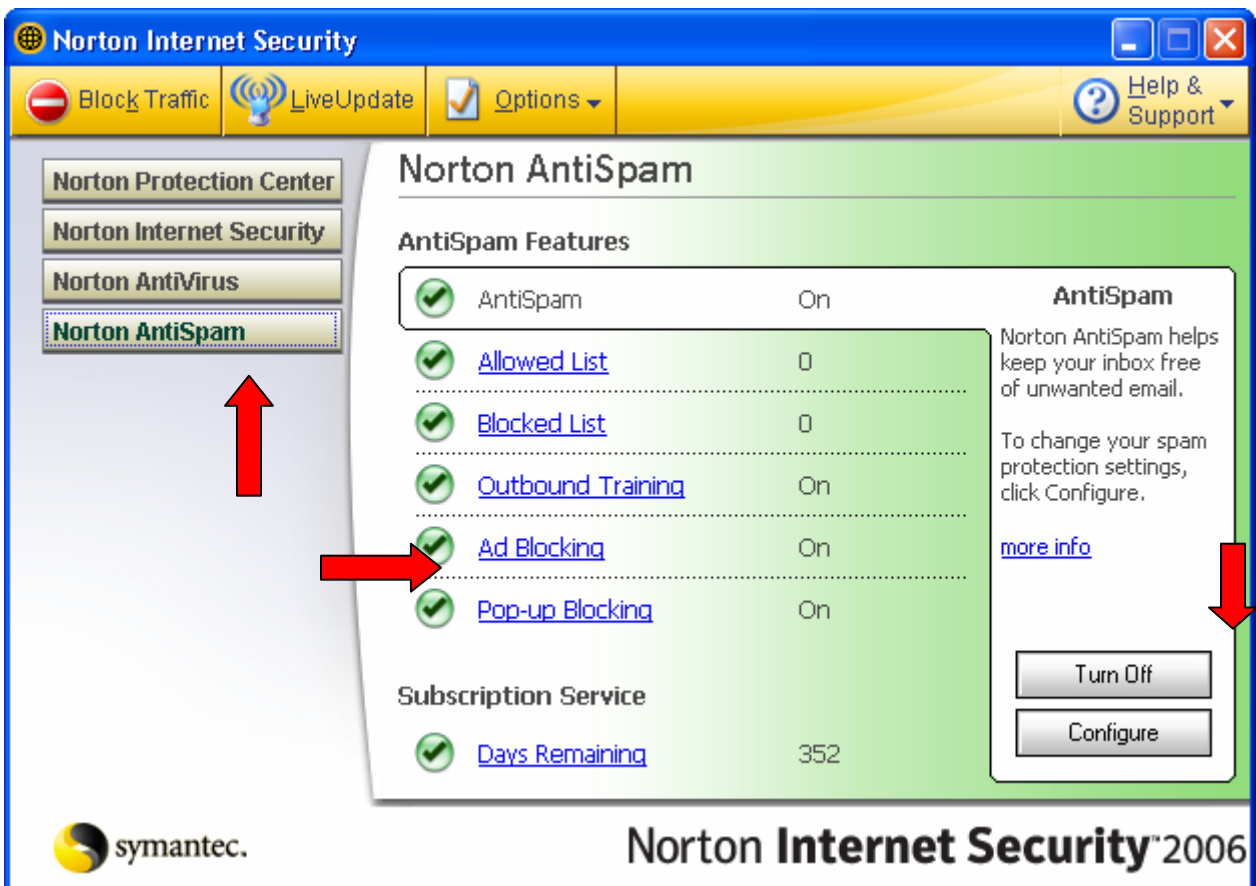 Norton Internet Security
Block Traffic LiveUpdate Options Help & Support
Norton Protection Center
Norton Internet Security
Norton AntiVirus
Norton AntiSpam
Norton AntiSpam
AntiSpam Features
AntiSpam On
Allowed List 0
Blocked List 0
Outbound Training On
Ad Blocking On
Pop-up Blocking On
Subscription Service
Days Remaining 352
AntiSpam
Norton AntiSpam helps
keep your inbox free
of unwanted email.
To change your spam
protection settings,
click Configure.
more info
Turn Off
Configure
symantec.
Norton Internet Security™2006